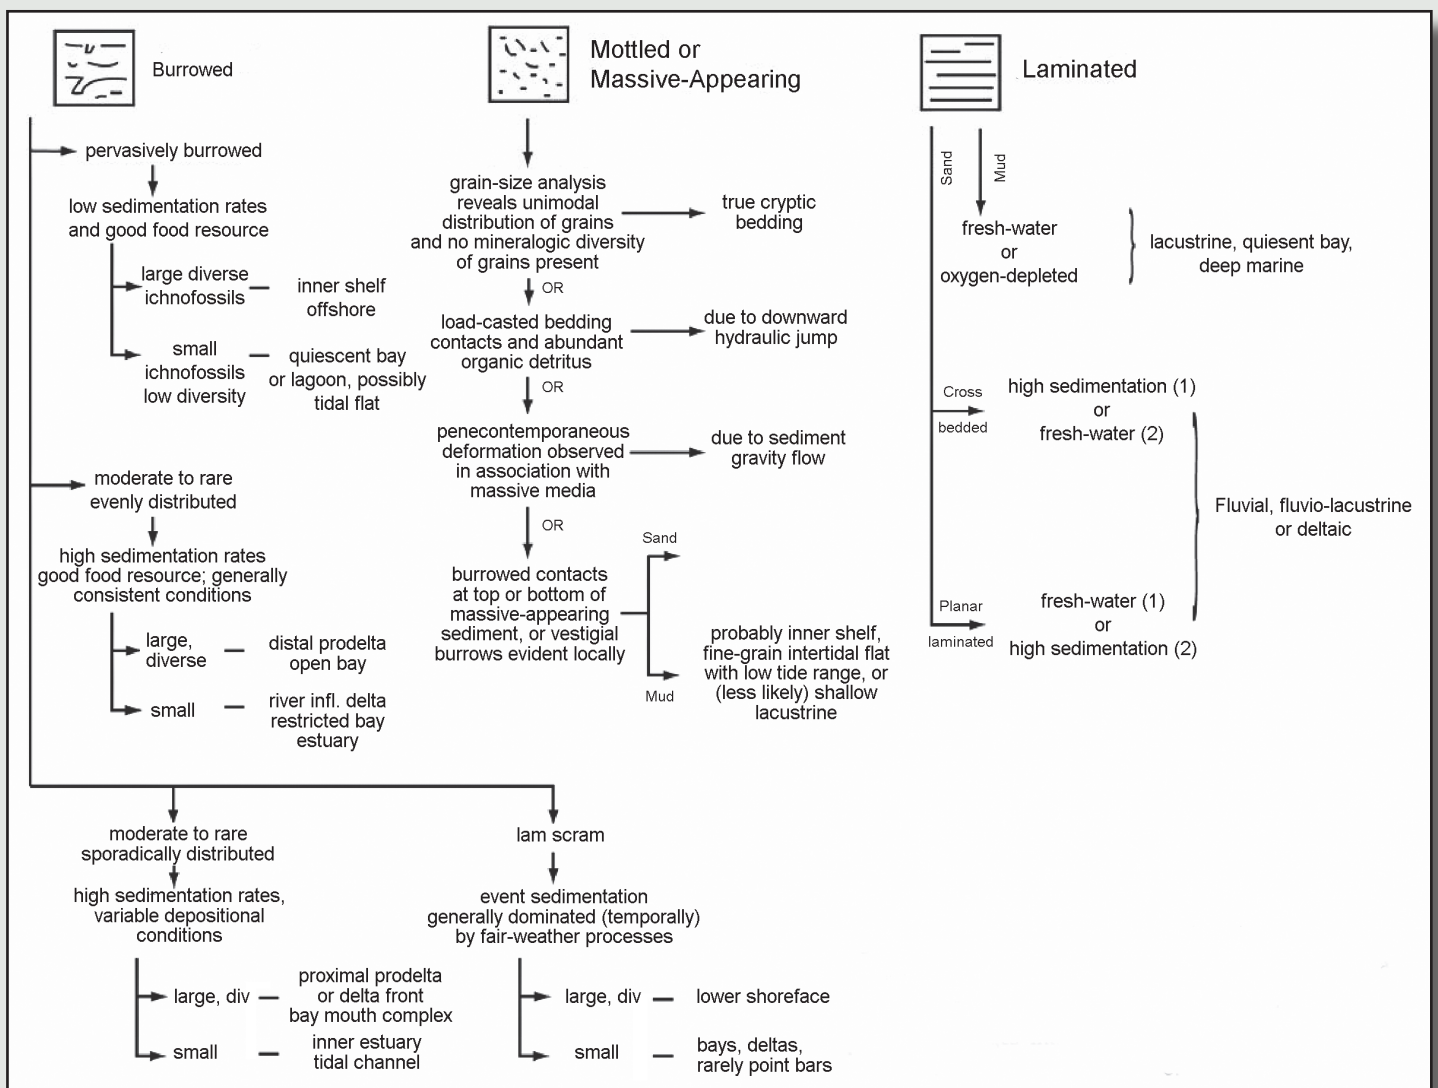 Burrowed
pervasively burrowed
low sedimentation rates
and good food resource
large diverse
ichnofossils
inner shelf
offshore
small
ichnofossils
low diversity
quiescent bay
or lagoon, possibly
tidal flat
moderate to rare
evenly distributed
high sedimentation rates
good food resource; generally
consistent conditions
large,
diverse
distal prodelta
open bay
small
river infl. delta
restricted bay
estuary
moderate to rare
sporadically distributed
high sedimentation rates,
variable depositional
conditions
large, div
proximal prodelta
or delta front
bay mouth complex
small
inner estuary
tidal channel
lam scram
event sedimentation
generally dominated (temporally)
by fair-weather processes
large, div
lower shoreface
small
bays, deltas,
rarely point bars
Mottled or
Massive-Appearing
grain-size analysis
reveals unimodal
distribution of grains
and no mineralogic diversity
of grains present
true cryptic
bedding
OR
load-casted bedding
contacts and abundant
organic detritus
due to downward
hydraulic jump
OR
penecontemporaneous
deformation observed
in association with
massive media
due to sediment
gravity flow
OR
burrowed contacts
at top or bottom of
massive-appearing
sediment, or vestigial
burrows evident locally
Sand
Mud
probably inner shelf,
fine-grain intertidal flat
with low tide range, or
(less likely) shallow
lacustrine
Laminated
Sand
Mud
fresh-water
or
oxygen-depleted
lacustrine, quiesent bay,
deep marine
Cross
bedded
high sedimentation (1)
or
fresh-water (2)
Fluvial, fluvio-lacustrine
or deltaic
Planar
laminated
fresh-water (1)
or
high sedimentation (2)